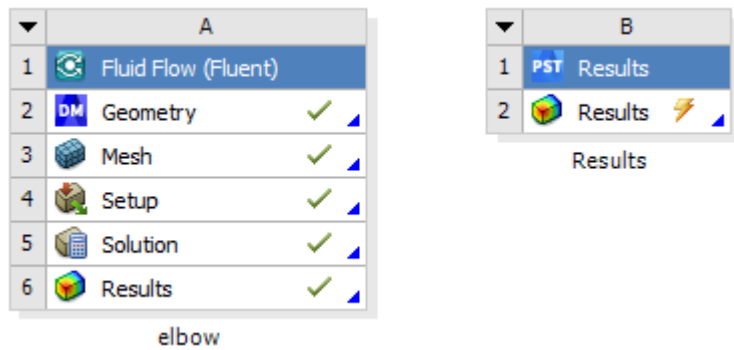 A
1 Fluid Flow (Fluent)
2 DM Geometry
3 Mesh
4 Setup
5 Solution
6 Results
elbow
B
1 PST Results
2 Results
Results